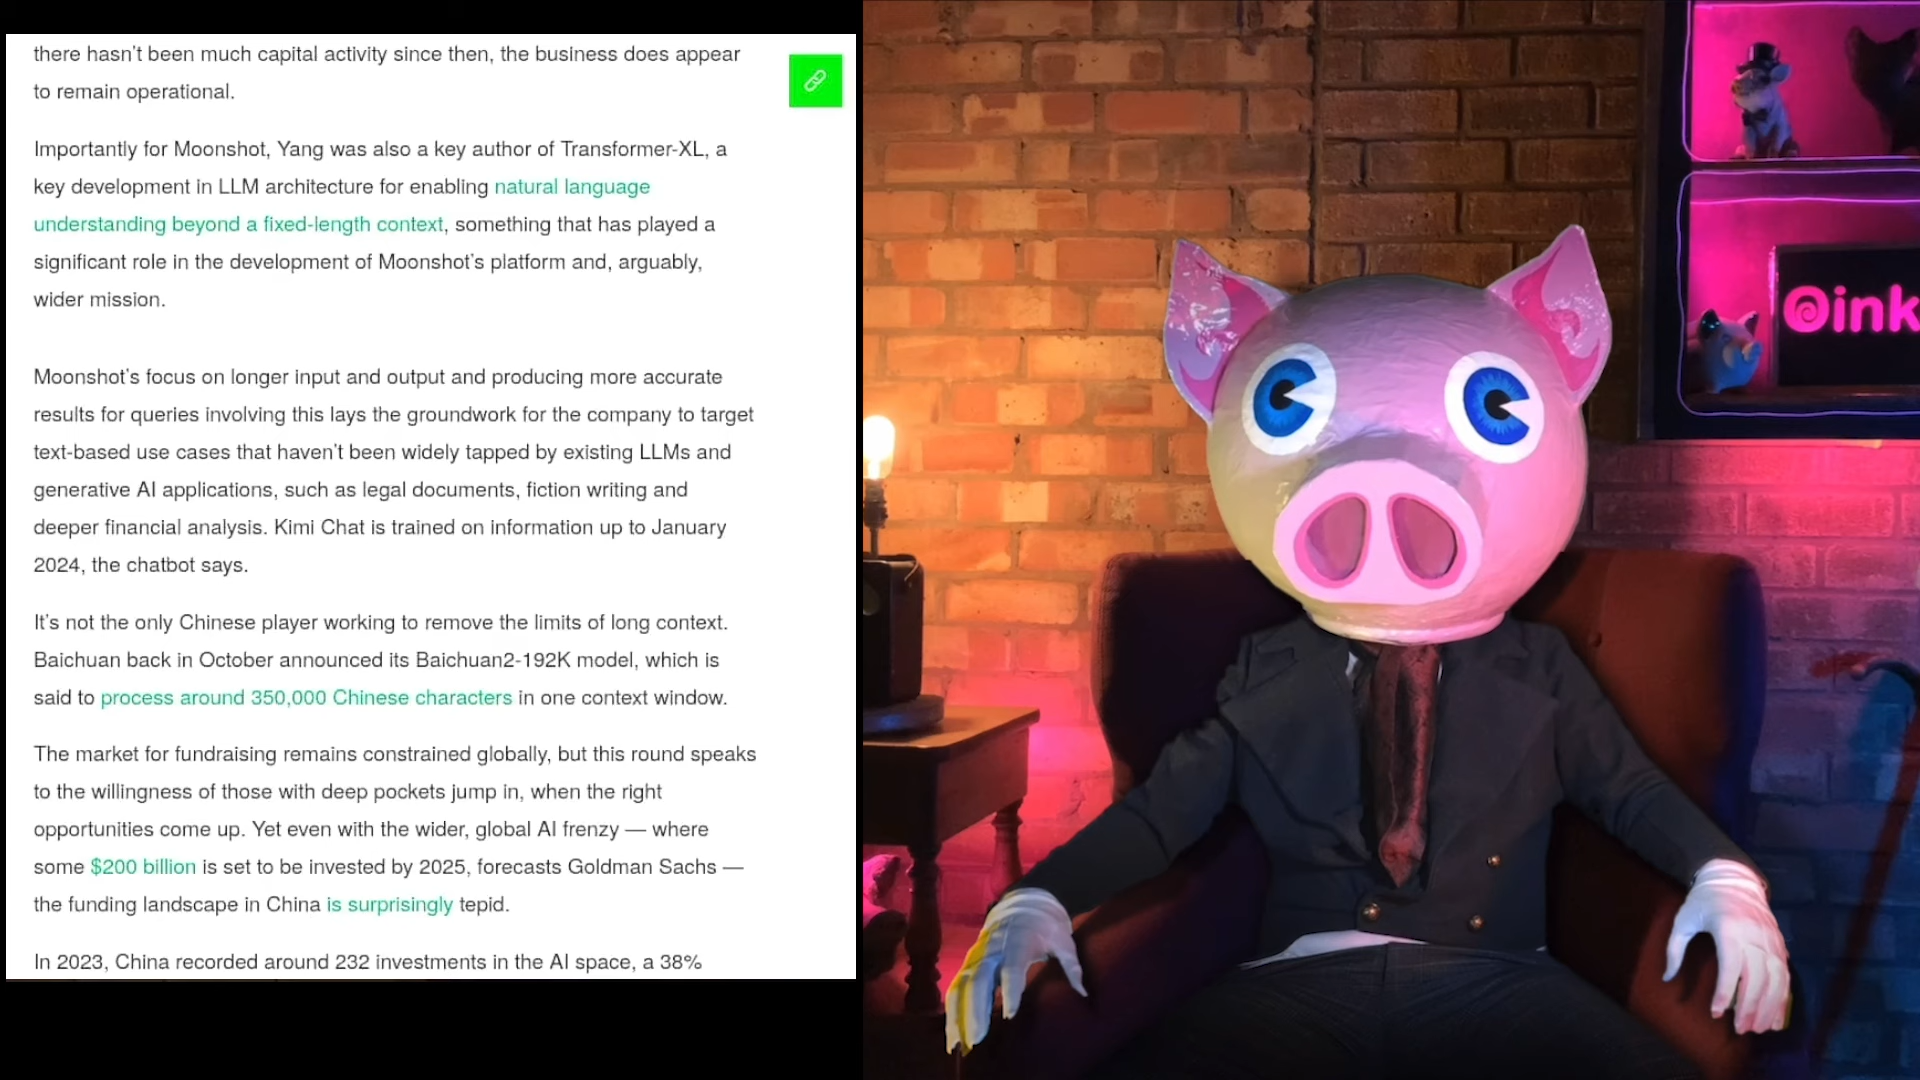 there hasn't been much capital activity since then, the business does appear
to remain operational.
Importantly for Moonshot, Yang was also a key author of Transformer-XL, a
key development in LLM architecture for enabling natural language
understanding beyond a fixed-length context, something that has played a
significant role in the development of Moonshot's platform and, arguably,
wider mission.
Moonshot's focus on longer input and output and producing more accurate
results for queries involving this lays the groundwork for the company to target
text-based use cases that haven't been widely tapped by existing LLMs and
generative AI applications, such as legal documents, fiction writing and
deeper financial analysis. Kimi Chat is trained on information up to January
2024, the chatbot says.
It's not the only Chinese player working to remove the limits of long context.
Baichuan back in October announced its Baichuan2-192K model, which is
said to process around 350,000 Chinese characters in one context window.
The market for fundraising remains constrained globally, but this round speaks
to the willingness of those with deep pockets jump in, when the right
opportunities come up. Yet even with the wider, global AI frenzy — where
some $200 billion is set to be invested by 2025, forecasts Goldman Sachs —
the funding landscape in China is surprisingly tepid.
In 2023, China recorded around 232 investments in the AI space, a 38%
Oink